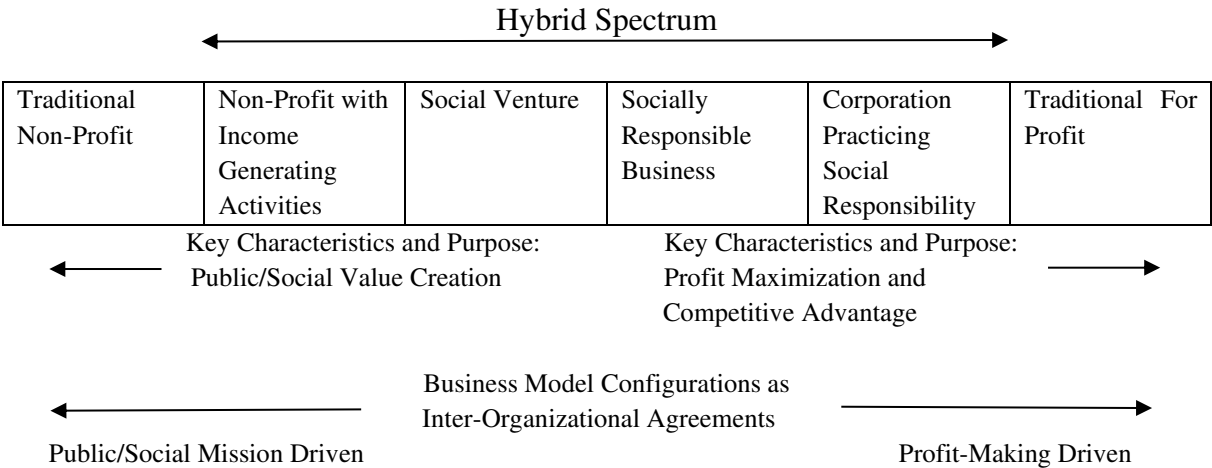 Hybrid Spectrum
Traditional
Non-Profit
Non-Profit with
Income
Generating
Activities
Social Venture
Socially
Responsible
Business
Corporation
Practicing
Social
Responsibility
Traditional For
Profit
Key Characteristics and Purpose:
Public/Social Value Creation
Key Characteristics and Purpose:
Profit Maximization and
Competitive Advantage
Business Model Configurations as
Inter-Organizational Agreements
Public/Social Mission Driven
Profit-Making Driven